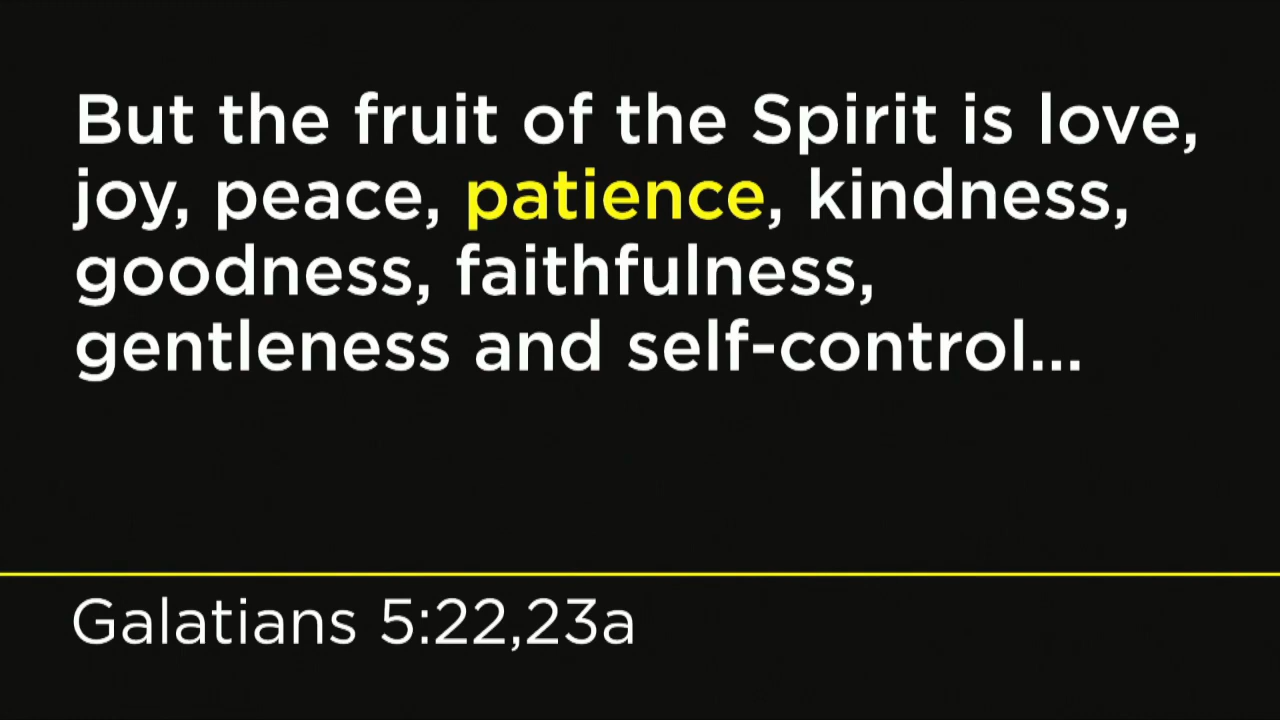 But the fruit of the Spirit is love,
joy, peace, patience, kindness,
goodness, faithfulness,
gentleness and self-control...
Galatians 5:22,23a